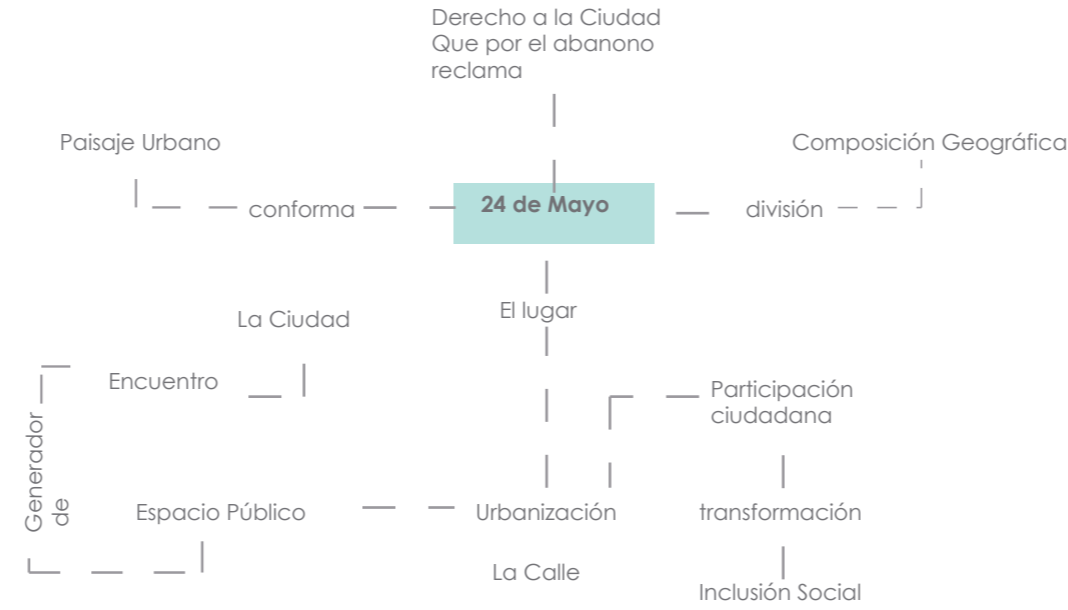 Derecho a la Ciudad
Que por el abanono
reclama
Paisaje Urbano
Composición Geográfica
conforma
24 de Mayo
división
El lugar
La Ciudad
Encuentro
Participación
ciudadana
Generador
de
Espacio Público
Urbanización
transformación
La Calle
Inclusión Social